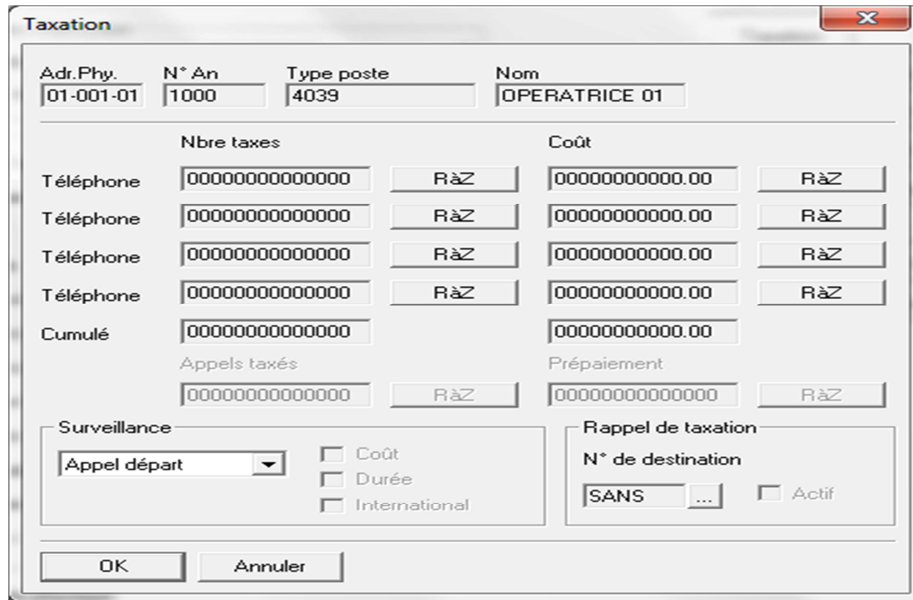 Taxation
Adr.Phy. N° An Type poste Nom
01-001-01 1000 4039 OPERATRICE 01
Nbre taxes Coût
Téléphone 00000000000000 RàZ 00000000000.00 RàZ
Téléphone 00000000000000 RàZ 00000000000.00 RàZ
Téléphone 00000000000000 RàZ 00000000000.00 RàZ
Téléphone 00000000000000 RàZ 00000000000.00 RàZ
Cumulé 00000000000000 00000000000.00
Appels taxés Prépaiement
00000000000000 RàZ 00000000000000 RàZ
Surveillance Rappel de taxation
Appel départ Coût N° de destination
Durée SANS ... Actif
International
OK Annuler